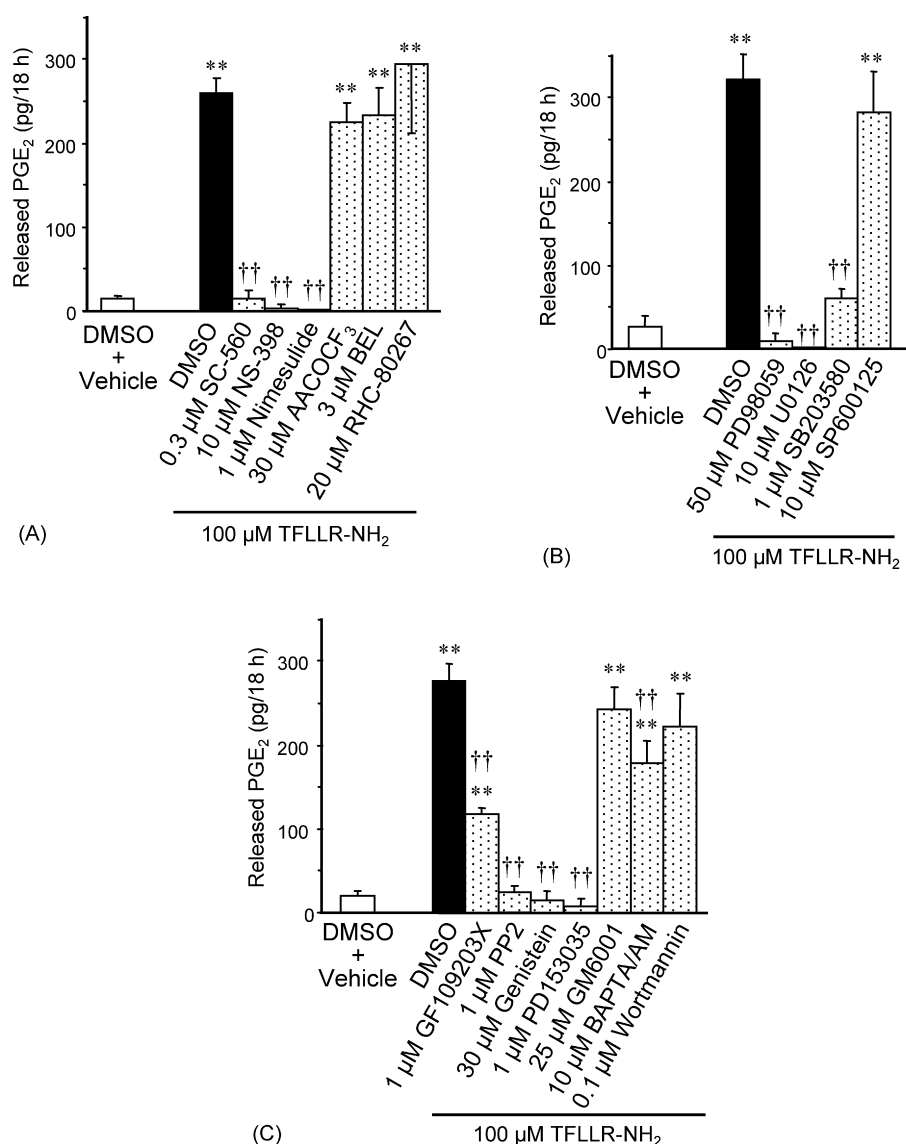 Released PGE₂ (pg/18 h)
300
200
100
0
**
††
††
††
**
**
**
DMSO
+
Vehicle
DMSO
0.3 µM SC-560
10 µM NS-398
1 µM Nimesulide
30 µM AACOCF₃
3 µM BEL
20 µM RHC-80267
100 µM TFLLR-NH₂
(A)
Released PGE₂ (pg/18 h)
300
200
100
0
**
††
††
††
**
DMSO
+
Vehicle
DMSO
50 µM PD98059
10 µM U0126
1 µM SB203580
10 µM SP600125
100 µM TFLLR-NH₂
(B)
Released PGE₂ (pg/18 h)
300
200
100
0
**
††
**
††
††
††
**
††
**
**
DMSO
+
Vehicle
DMSO
1 µM GF109203X
1 µM PP2
30 µM Genistein
1 µM PD153035
25 µM GM6001
10 µM BAPTA/AM
0.1 µM Wortmannin
100 µM TFLLR-NH₂
(C)